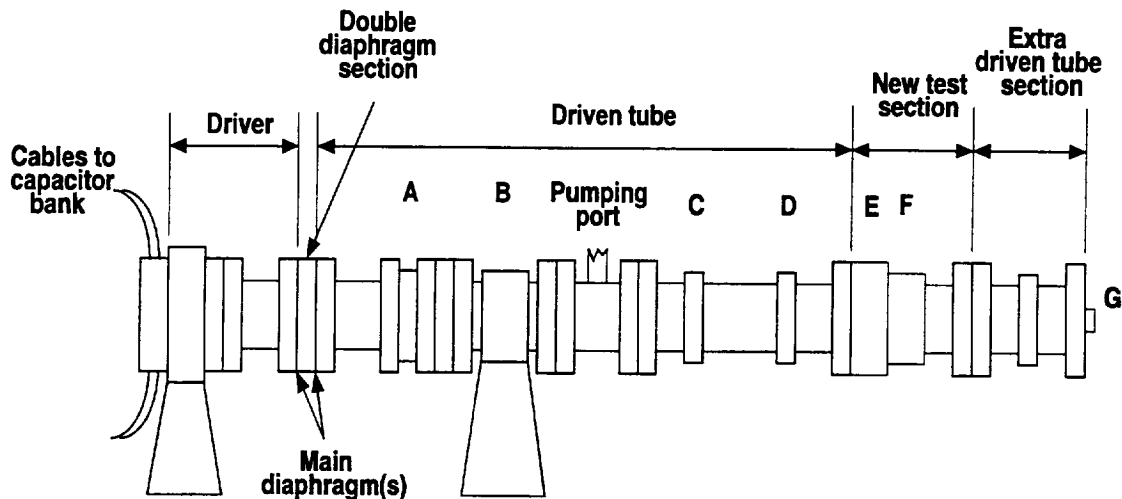 Double
diaphragm
section
Extra
driven tube
section
New test
section
Driver
Driven tube
Cables to
capacitor
bank
A
B
Pumping
port
C
D
E
F
G
Main
diaphragm(s)